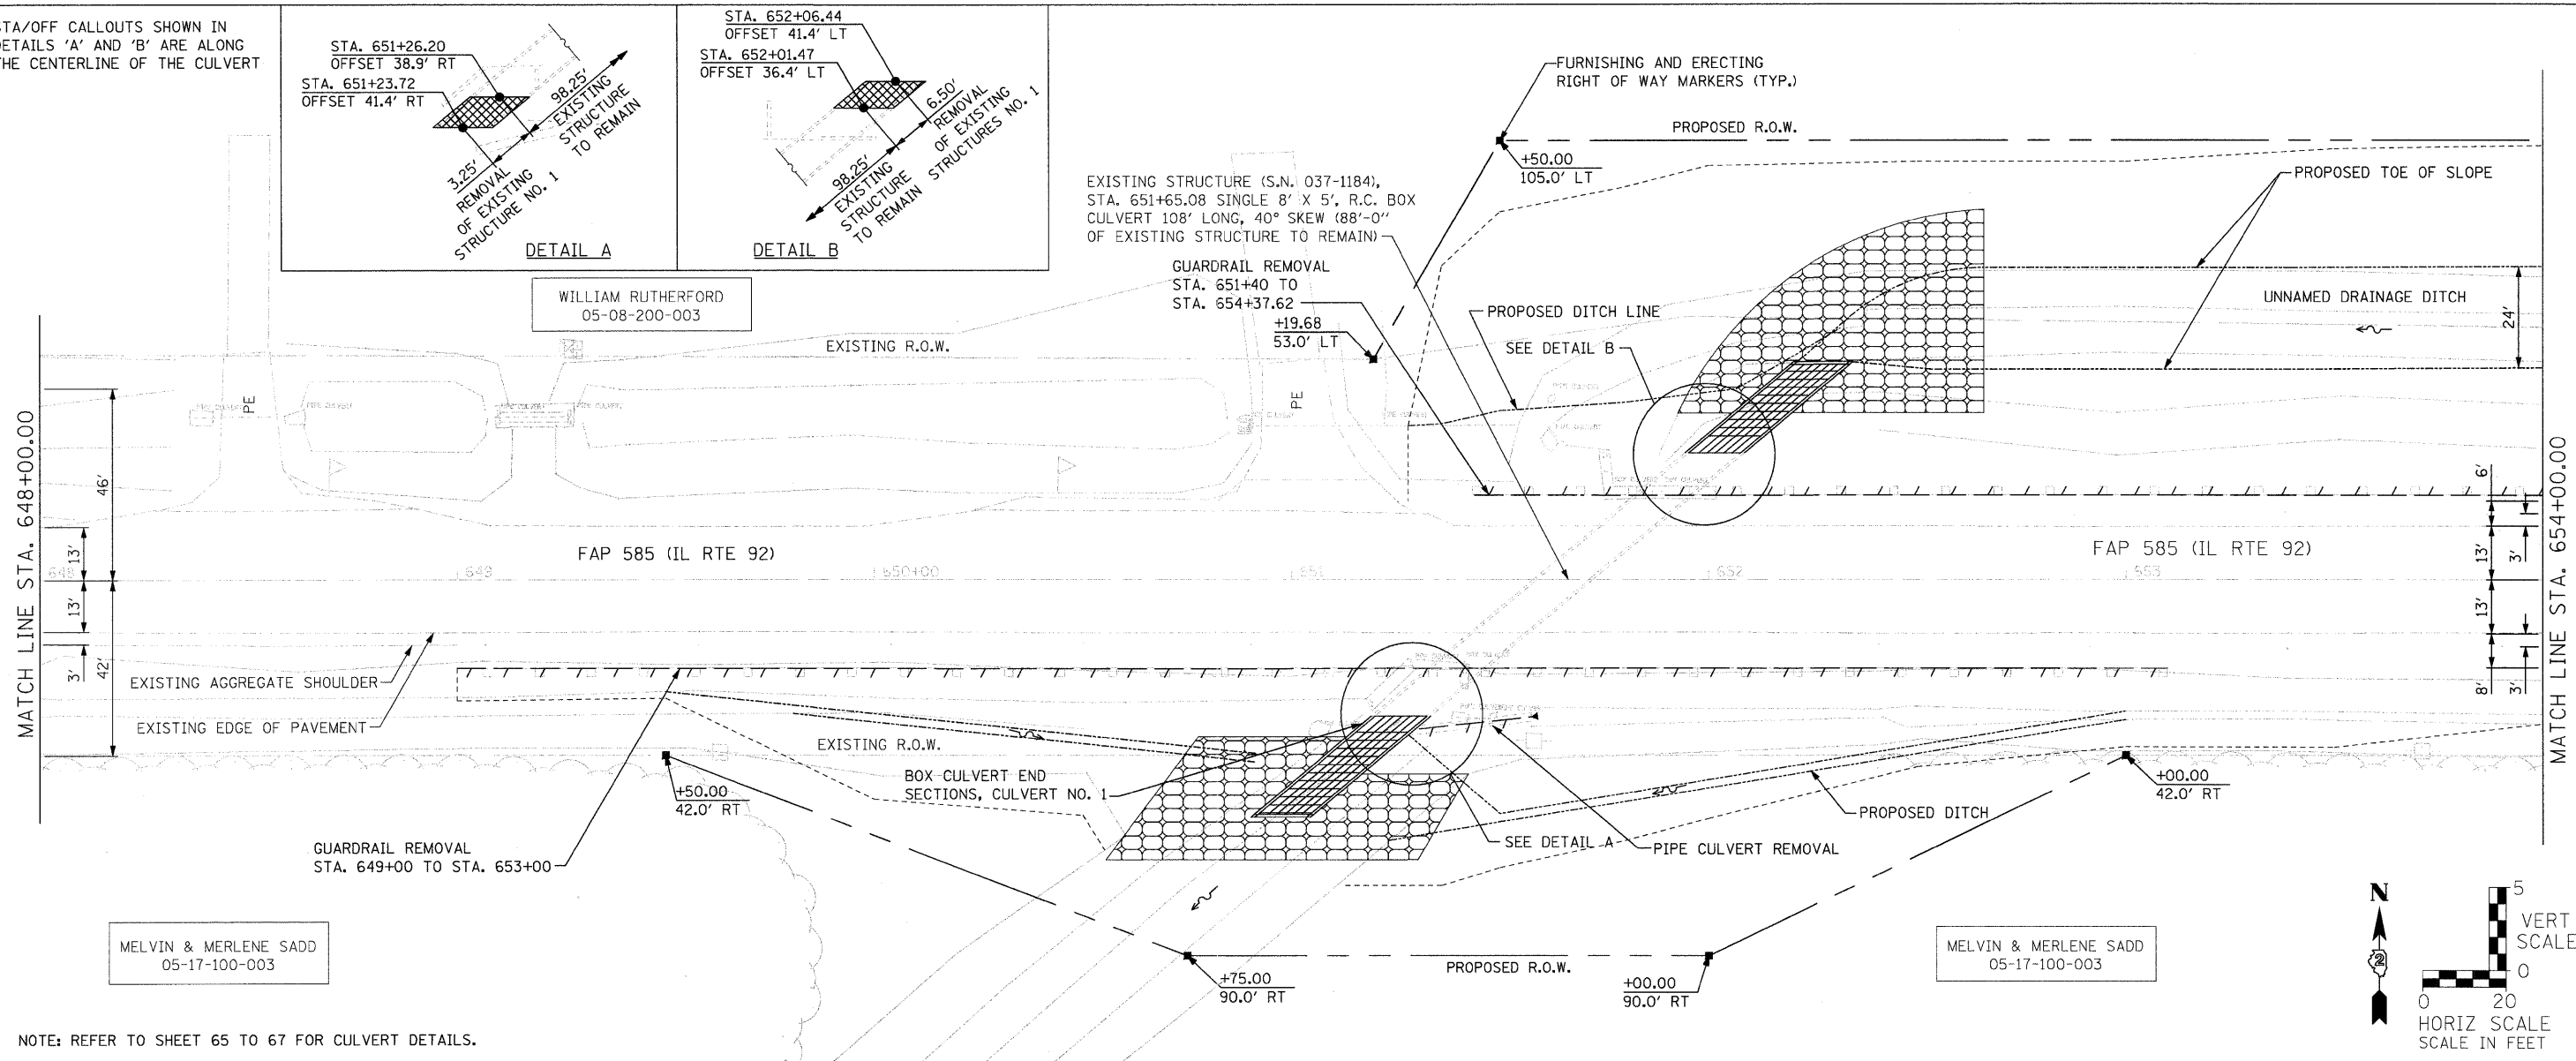 STA/OFF CALLOUTS SHOWN IN
DETAILS 'A' AND 'B' ARE ALONG
THE CENTERLINE OF THE CULVERT
STA. 651+26.20
OFFSET 38.9' RT
STA. 651+23.72
OFFSET 41.4' RT
98.25'
EXISTING
STRUCTURE
TO REMAIN
3.25'
REMOVAL
OF EXISTING
STRUCTURE NO. 1
DETAIL A
STA. 652+06.44
OFFSET 41.4' LT
STA. 652+01.47
OFFSET 36.4' LT
6.50'
REMOVAL
OF EXISTING
STRUCTURES NO. 1
98.25'
EXISTING
STRUCTURE
TO REMAIN
DETAIL B
WILLIAM RUTHERFORD
05-08-200-003
FURNISHING AND ERECTING
RIGHT OF WAY MARKERS (TYP.)
PROPOSED R.O.W.
+50.00
105.0' LT
PROPOSED TOE OF SLOPE
EXISTING STRUCTURE (S.N. 037-1184),
STA. 651+65.08 SINGLE 8' X 5', R.C. BOX
CULVERT 108' LONG, 40° SKEW (88'-0"
OF EXISTING STRUCTURE TO REMAIN)
GUARDRAIL REMOVAL
STA. 651+40 TO
STA. 654+37.62
+19.68
53.0' LT
PROPOSED DITCH LINE
SEE DETAIL B
UNNAMED DRAINAGE DITCH
24'
EXISTING R.O.W.
PE
PE
PIPE CULVERT
PIPE CULVERT
PIPE CULVERT
MATCH LINE STA. 648+00.00
46'
13'
13'
3'
42'
FAP 585 (IL RTE 92)
FAP 585 (IL RTE 92)
648
649
650+00
651
652
653
6'
13'
3'
13'
8'
3'
MATCH LINE STA. 654+00.00
EXISTING AGGREGATE SHOULDER
EXISTING EDGE OF PAVEMENT
EXISTING R.O.W.
BOX CULVERT END
SECTIONS, CULVERT NO. 1
+50.00
42.0' RT
GUARDRAIL REMOVAL
STA. 649+00 TO STA. 653+00
SEE DETAIL A
PIPE CULVERT REMOVAL
PROPOSED DITCH
+00.00
42.0' RT
MELVIN & MERLENE SADD
05-17-100-003
+75.00
90.0' RT
PROPOSED R.O.W.
+00.00
90.0' RT
MELVIN & MERLENE SADD
05-17-100-003
N
2
5
VERT
SCALE
0
0
20
HORIZ SCALE
SCALE IN FEET
NOTE: REFER TO SHEET 65 TO 67 FOR CULVERT DETAILS.